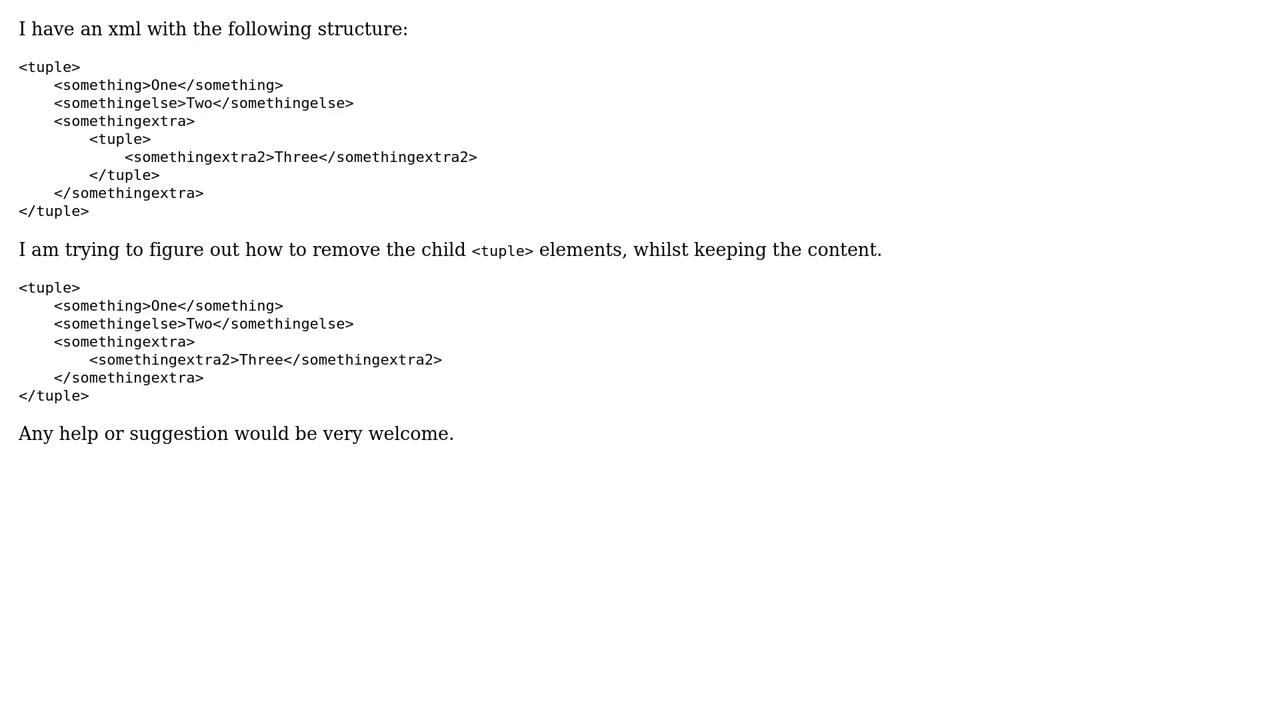 I have an xml with the following structure:
<tuple>
    <something>One</something>
    <somethingelse>Two</somethingelse>
    <somethingextra>
        <tuple>
            <somethingextra2>Three</somethingextra2>
        </tuple>
    </somethingextra>
</tuple>
I am trying to figure out how to remove the child <tuple> elements, whilst keeping the content.
<tuple>
    <something>One</something>
    <somethingelse>Two</somethingelse>
    <somethingextra>
        <somethingextra2>Three</somethingextra2>
    </somethingextra>
</tuple>
Any help or suggestion would be very welcome.